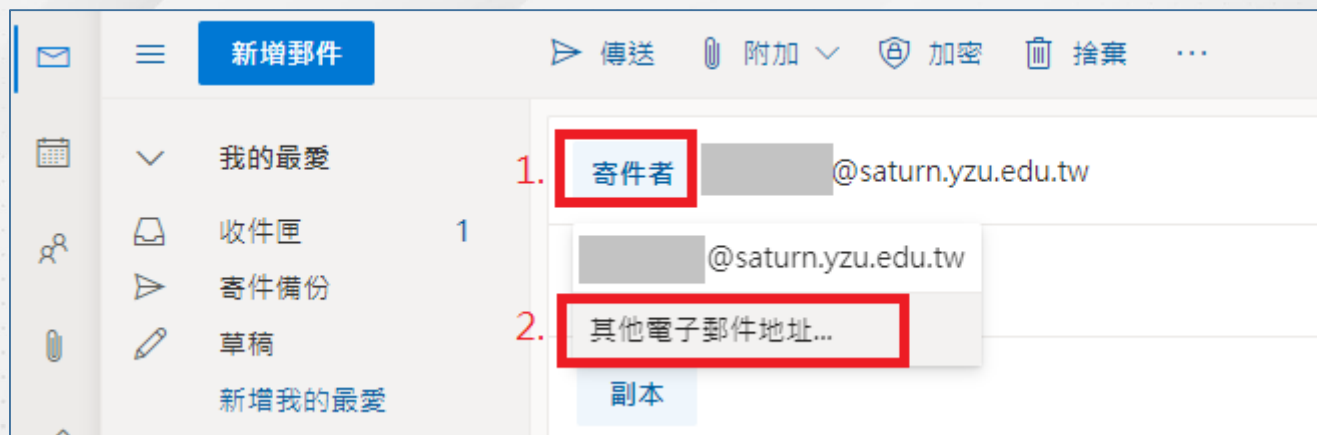 新增郵件 傳送 附加 加密 捨棄 ...
我的最愛
1. 寄件者 @saturn.yzu.edu.tw
收件匣 1
@saturn.yzu.edu.tw
寄件備份
2. 其他電子郵件地址...
草稿
副本
新增我的最愛